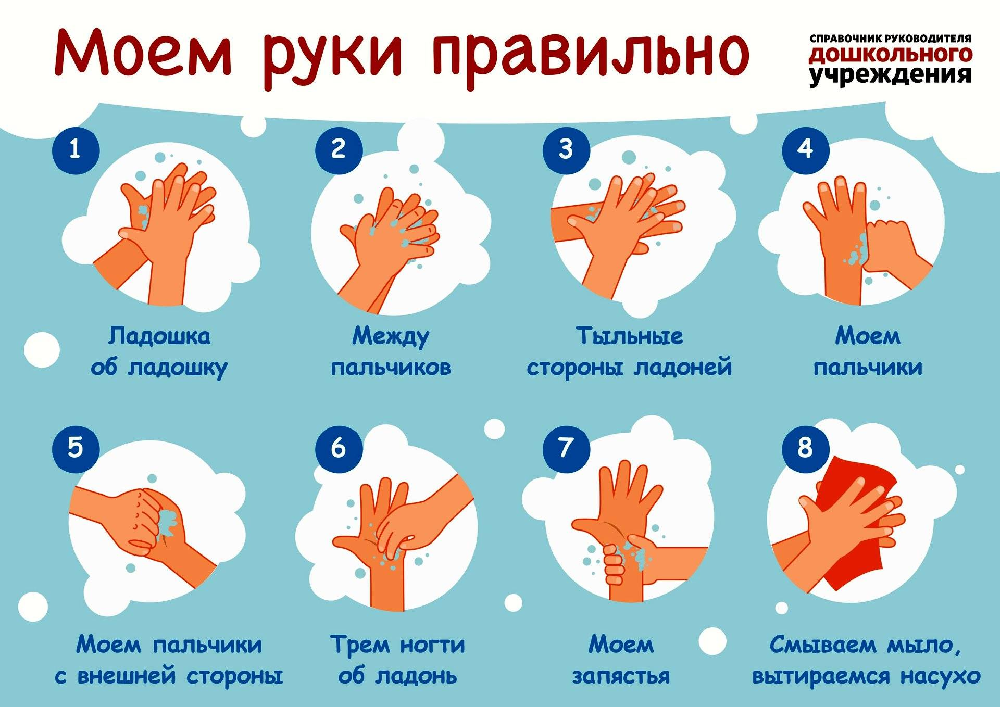 Моем руки правильно
СПРАВОЧНИК РУКОВОДИТЕЛЯ
ДОШКОЛЬНОГО
учреждения
1
Ладошка
об ладошку
2
Между
пальчиков
3
Тыльные
стороны ладоней
4
Моем
пальчики
5
Моем пальчики
с внешней стороны
6
Трем ногти
об ладонь
7
Моем
запястья
8
Смываем мыло,
вытираемся насухо